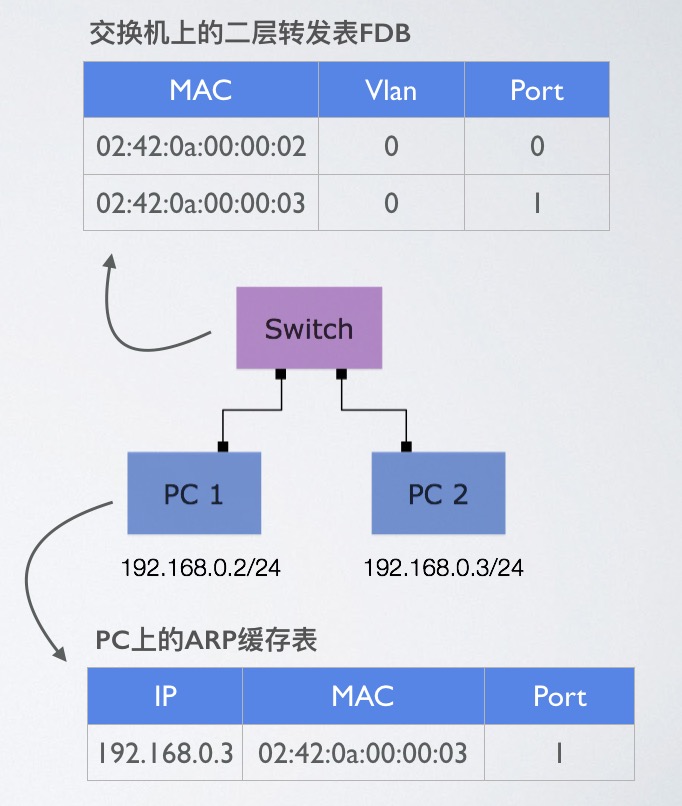 交换机上的二层转发表FDB
MAC Vlan Port
02:42:0a:00:00:02 0 0
02:42:0a:00:00:03 0 1
Switch
PC 1 PC 2
192.168.0.2/24 192.168.0.3/24
PC上的ARP缓存表
IP MAC Port
192.168.0.3 02:42:0a:00:00:03 1